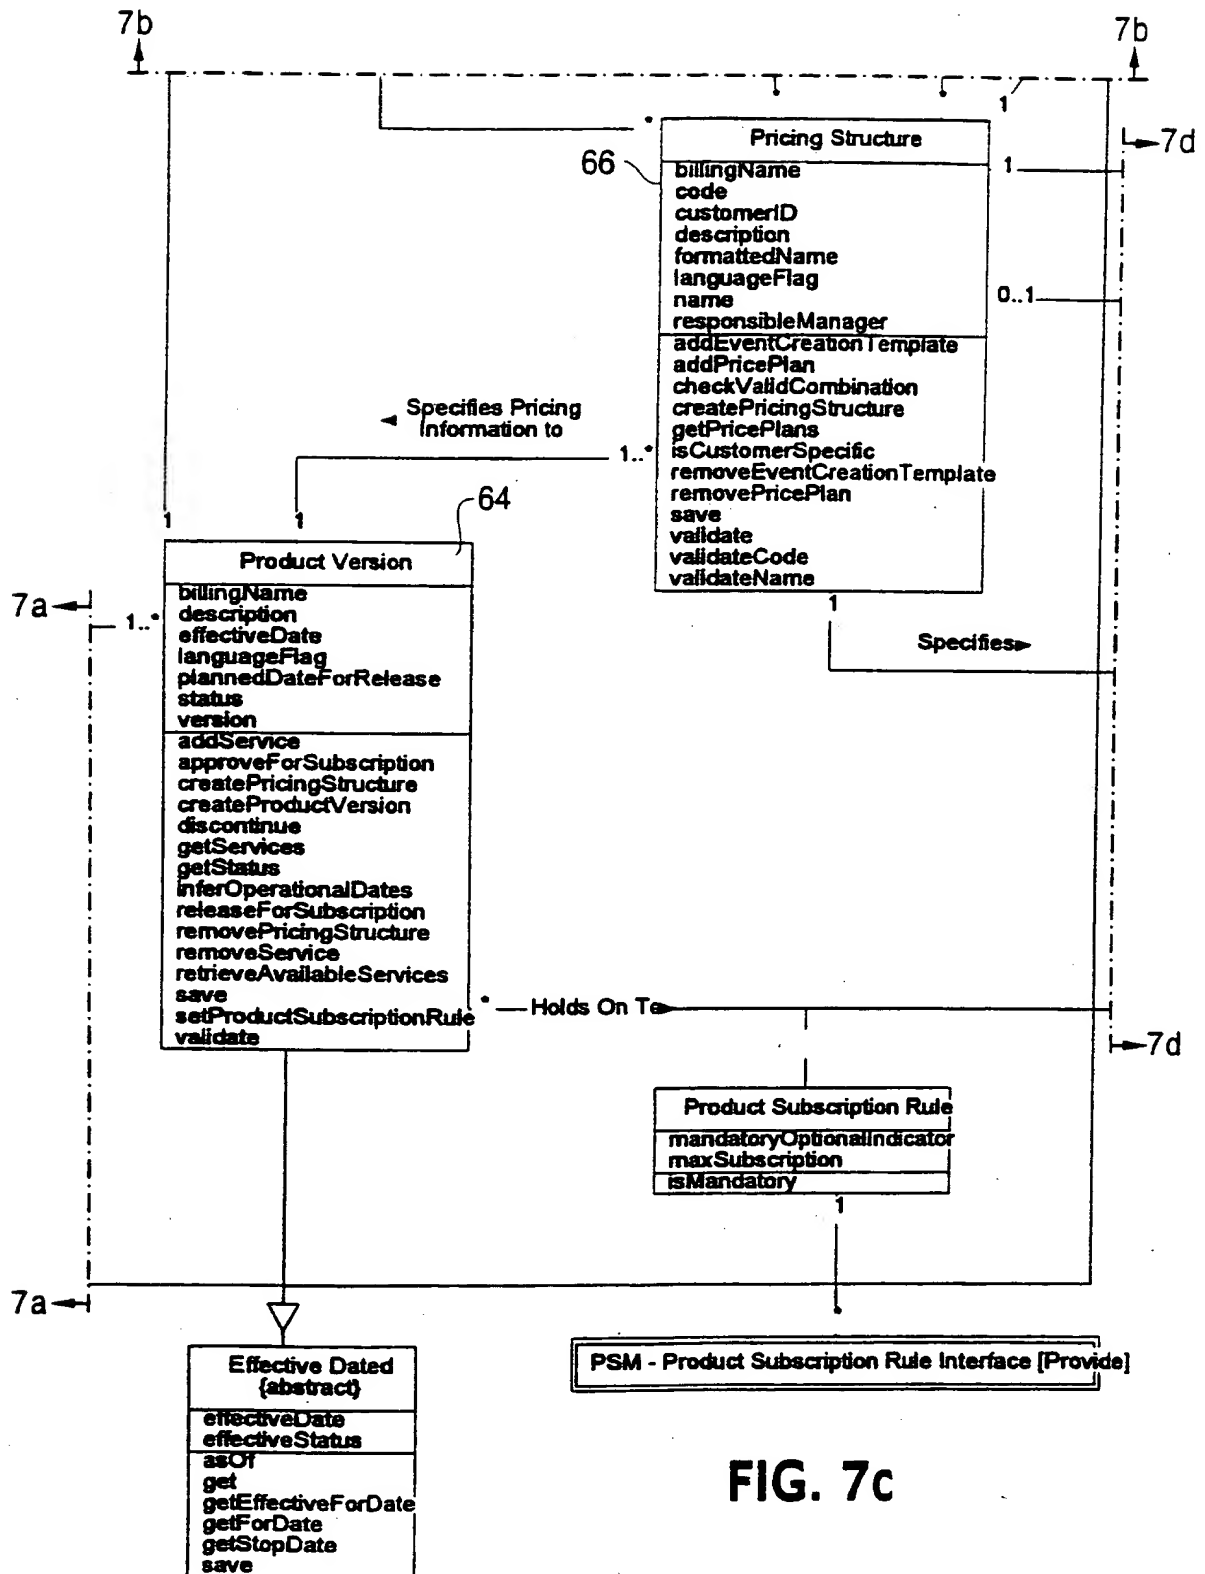 7b
7b
1
Pricing Structure
7d
66
1
billingName
code
customerID
description
formattedName
languageFlag
name
0..1
responsibleManager
addEventCreationTemplate
addPricePlan
checkValidCombination
createPricingStructure
getPricePlans
isCustomerSpecific
removeEventCreationTemplate
removePricePlan
save
validate
validateCode
validateName
Specifies Pricing
Information to
1..*
1
1
64
1
Specifies
Product Version
7a
1..*
billingName
description
effectiveDate
languageFlag
plannedDateForRelease
status
version
addService
approveForSubscription
createPricingStructure
createProductVersion
discontinue
getServices
getStatus
inferOperationalDates
releaseForSubscription
removePricingStructure
removeService
retrieveAvailableServices
save
setProductSubscriptionRule
validate
* Holds On Te
7d
Product Subscription Rule
mandatoryOptionalIndicator
maxSubscription
isMandatory
1
7a
*
PSM - Product Subscription Rule Interface [Provide]
Effective Dated
{abstract}
effectiveDate
effectiveStatus
asOf
get
getEffectiveForDate
getForDate
getStopDate
save
FIG. 7c